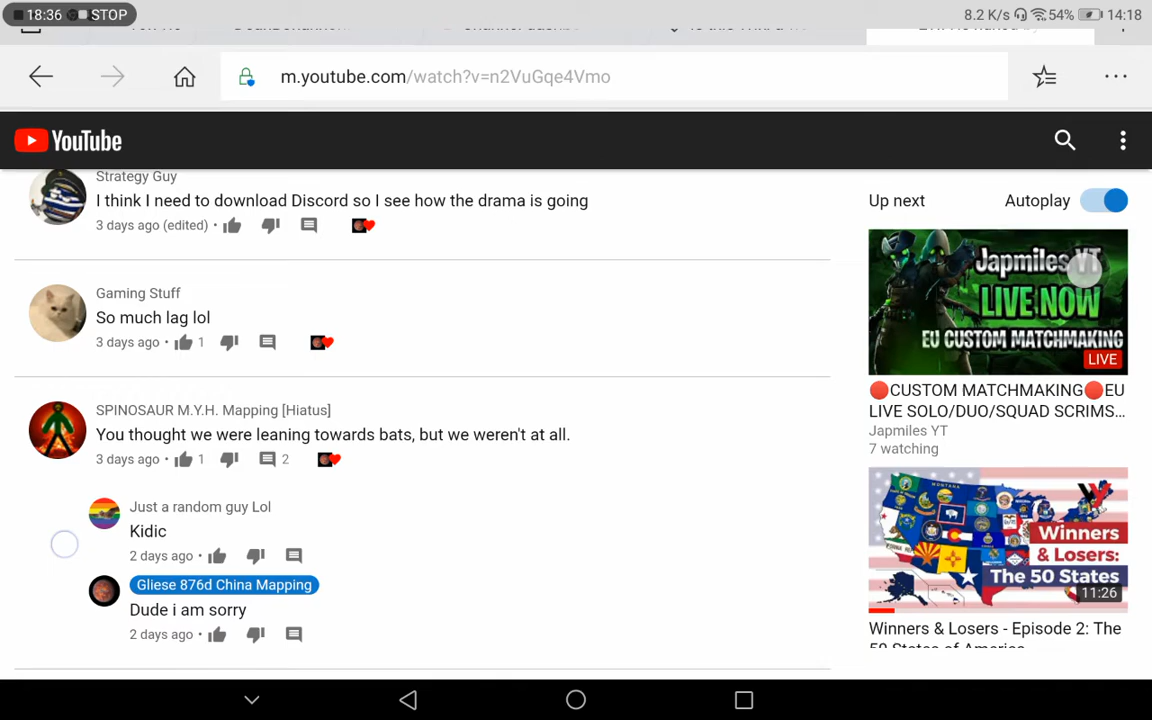 18:36 STOP
8.2 K/s 54% 14:18
m.youtube.com/watch?v=n2VuGqe4Vmo
YouTube
Strategy Guy
I think I need to download Discord so I see how the drama is going
3 days ago (edited) •
Gaming Stuff
So much lag lol
3 days ago • 1
SPINOSAUR M.Y.H. Mapping [Hiatus]
You thought we were leaning towards bats, but we weren't at all.
3 days ago • 1 2
Just a random guy Lol
Kidic
2 days ago •
Gliese 876d China Mapping
Dude i am sorry
2 days ago •
Up next Autoplay
Japmiles YT
LIVE NOW
EU CUSTOM MATCHMAKING
LIVE
🔴CUSTOM MATCHMAKING🔴EU
LIVE SOLO/DUO/SQUAD SCRIMS...
Japmiles YT
7 watching
Winners
& Losers:
The 50 States
11:26
Winners & Losers - Episode 2: The
50 States of America